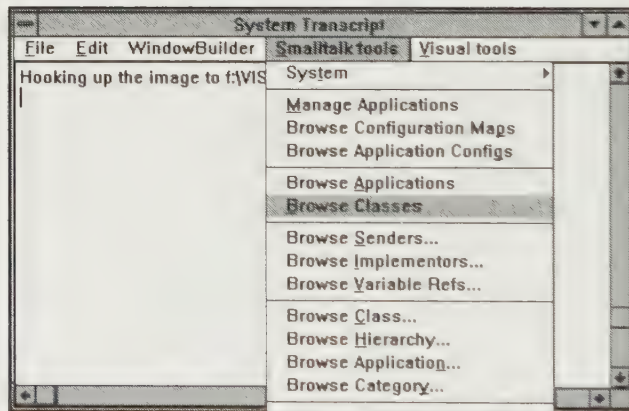 System Transcript
File Edit WindowBuilder Smalltalk tools Visual tools
Hooking up the image to f:\VIS
System
Manage Applications
Browse Configuration Maps
Browse Application Configs
Browse Applications
Browse Classes
Browse Senders...
Browse Implementors...
Browse Variable Refs...
Browse Class...
Browse Hierarchy...
Browse Application...
Browse Category...